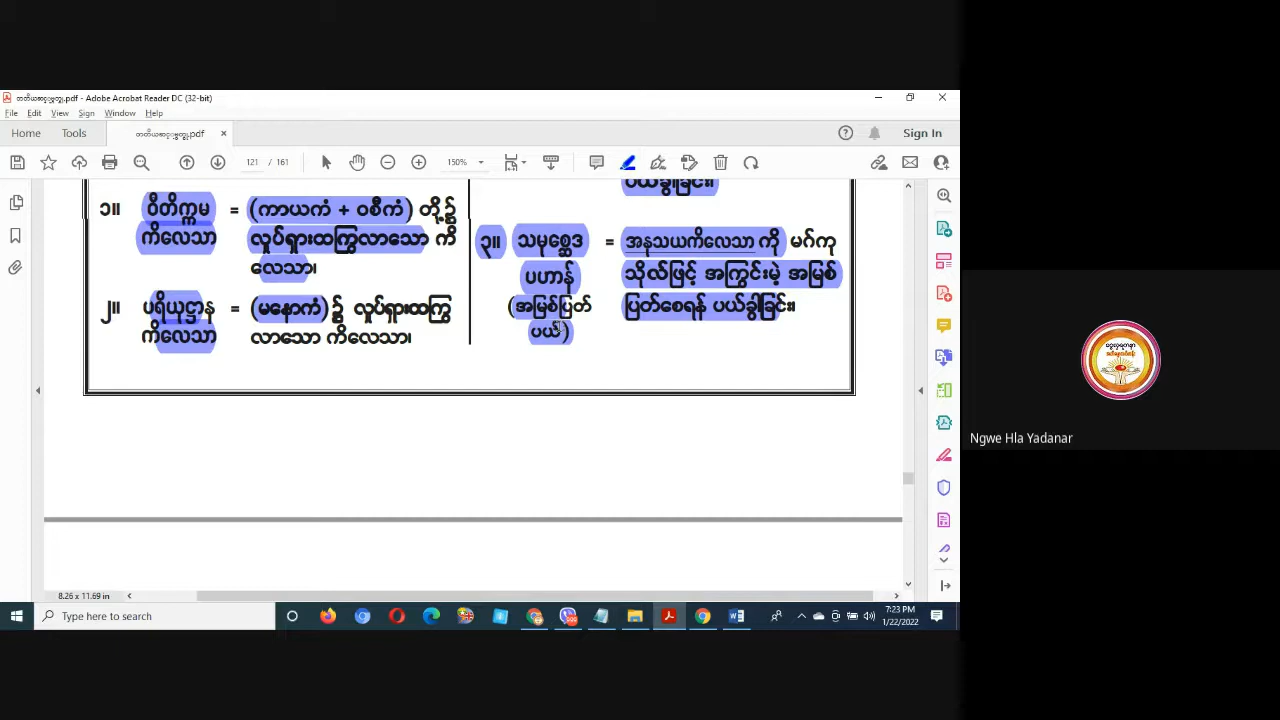 တတိယဆင့်မှတ်စု.pdf - Adobe Acrobat Reader DC (32-bit)
File Edit View Sign Window Help
Home Tools
Sign In
121 / 161
150%
ပယ်ခွါခြင်း၊
၁။ ဝီတိက္ကမ = (ကာယကံ + ဝစီကံ) တို့၌
ကိလေသာ လှုပ်ရှားထကြွလာသော ကိ
လေသာ၊
၂။ ပရိယုဋ္ဌာန = (မနောကံ) ၌ လှုပ်ရှားထကြွ
ကိလေသာ လာသော ကိလေသာ၊
၃။ သမုစ္ဆေဒ = အနုသယကိလေသာ ကို မဂ်ကု
ပဟာန် သိုလ်ဖြင့် အကြွင်းမဲ့ အမြစ်
(အမြစ်ပြတ် ပြတ်စေရန် ပယ်ခွါခြင်း၊
ပယ်)
Ngwe Hla Yadanar
8.26 x 11.69 in
Type here to search
7:23 PM
1/22/2022